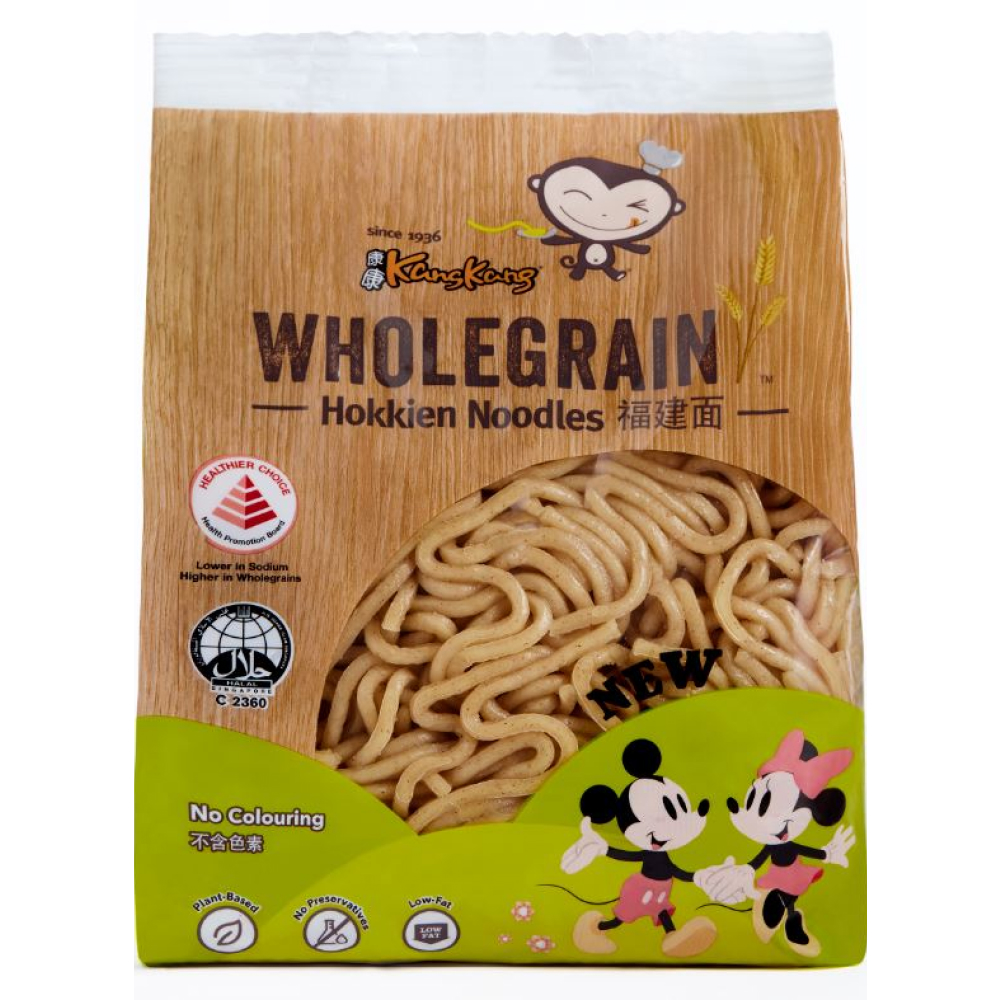 since 1936
康康 KangKang
WHOLEGRAIN TM
Hokkien Noodles 福建面
HEALTHIER CHOICE
Health Promotion Board
Lower in Sodium
Higher in Wholegrains
حلال
HALAL
SINGAPORE
C 2360
NEW
No Colouring
不含色素
Plant-Based
No Preservatives
Low-Fat
LOW
FAT